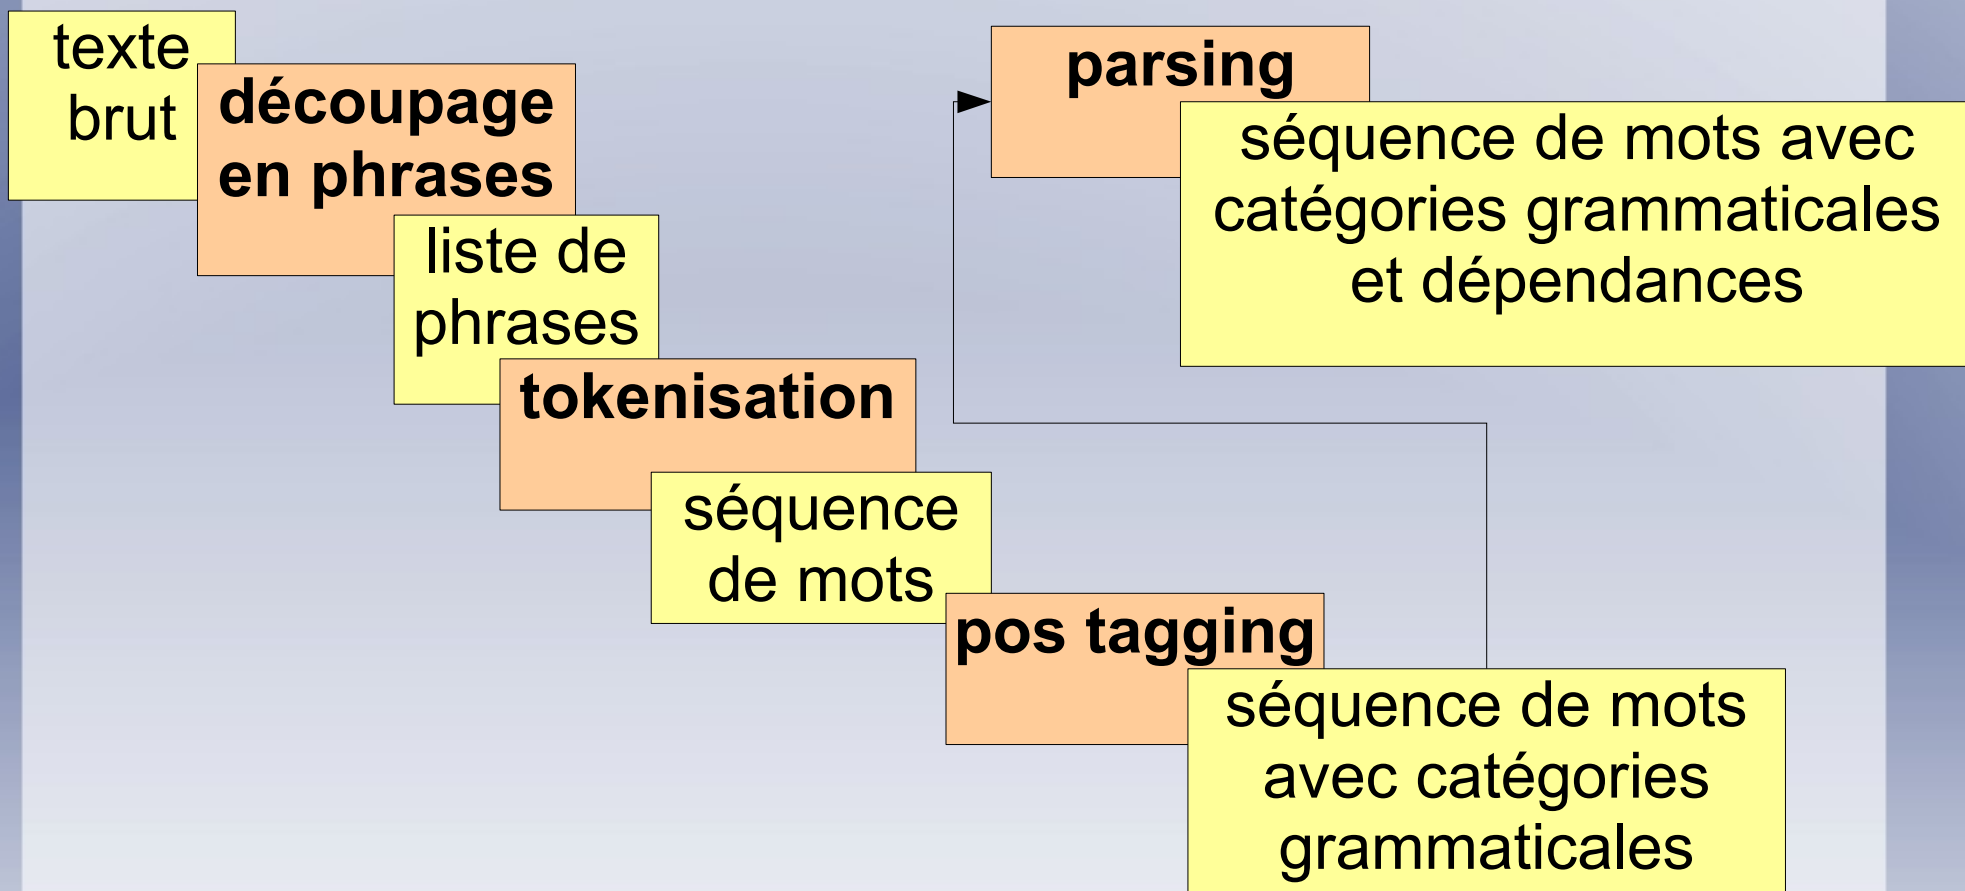 texte
brut
découpage
en phrases
liste de
phrases
tokenisation
séquence
de mots
pos tagging
séquence de mots
avec catégories
grammaticales
parsing
séquence de mots avec
catégories grammaticales
et dépendances